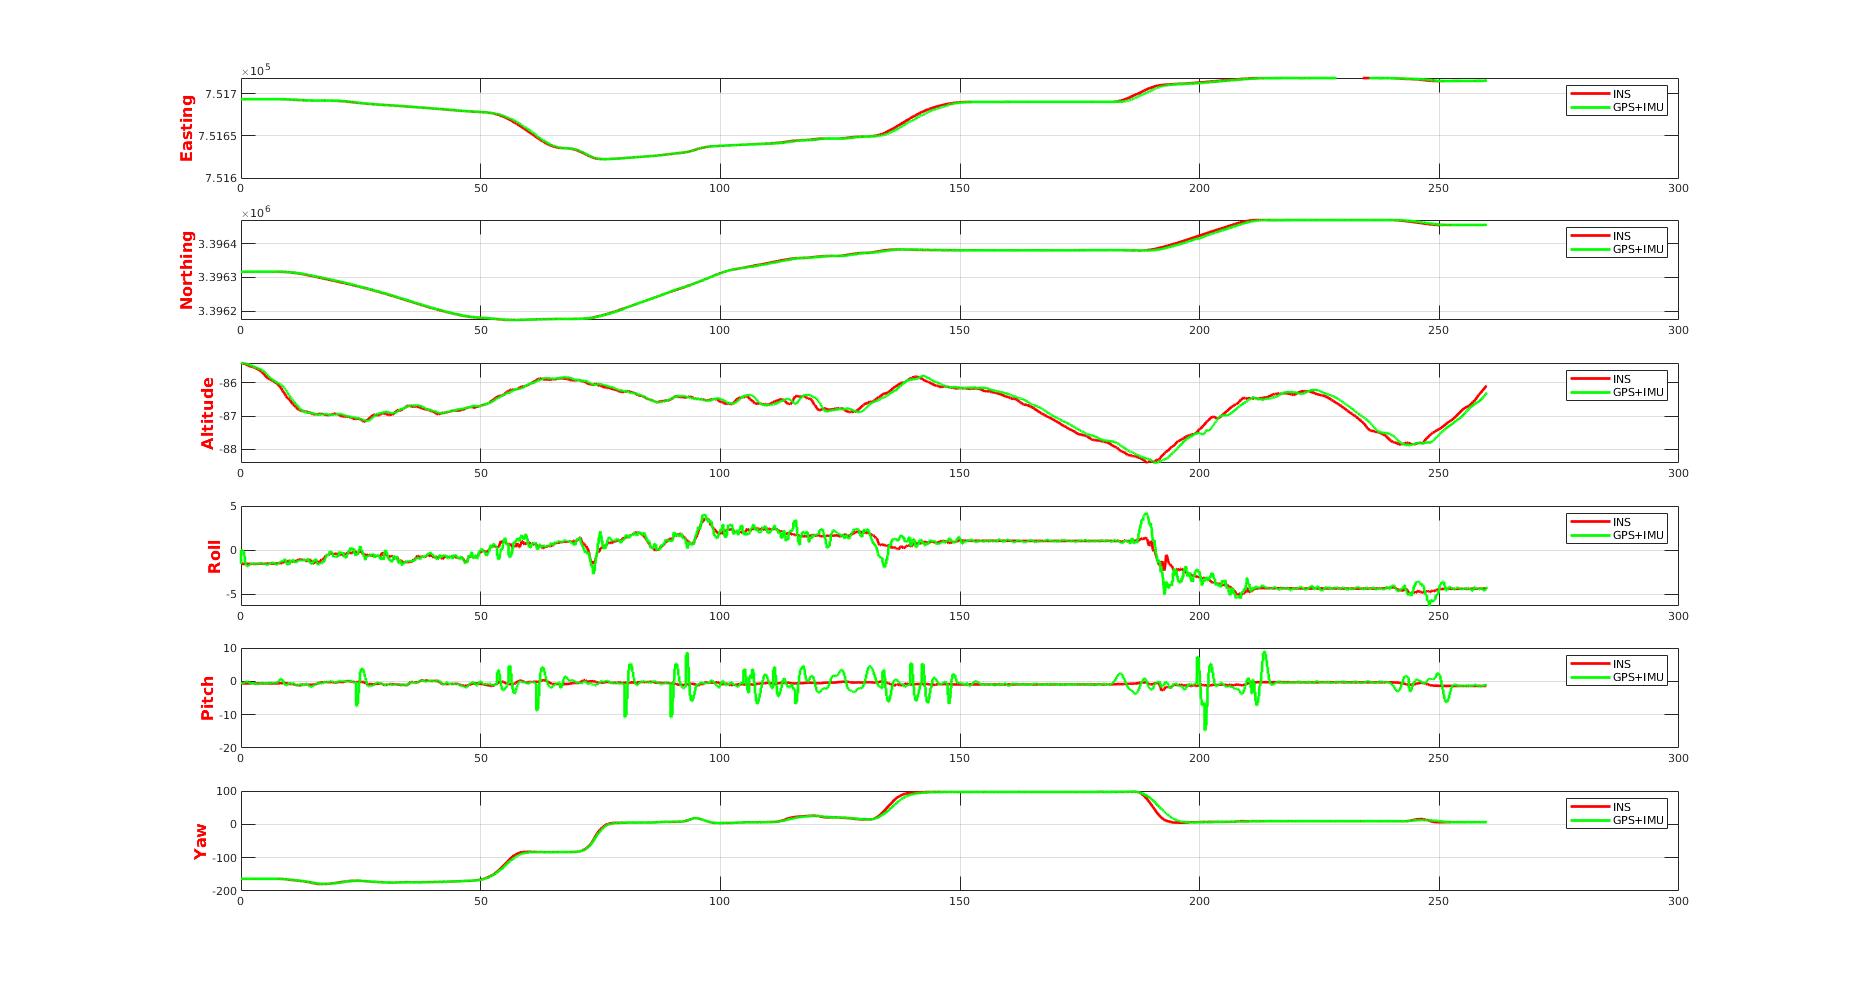 ×10^5
Easting
7.517
7.5165
7.516
INS
GPS+IMU
0 50 100 150 200 250 300
×10^6
Northing
3.3964
3.3963
3.3962
INS
GPS+IMU
0 50 100 150 200 250 300
Altitude
-86
-87
-88
INS
GPS+IMU
0 50 100 150 200 250 300
Roll
5
0
-5
INS
GPS+IMU
0 50 100 150 200 250 300
Pitch
10
0
-10
-20
INS
GPS+IMU
0 50 100 150 200 250 300
Yaw
100
0
-100
-200
INS
GPS+IMU
0 50 100 150 200 250 300